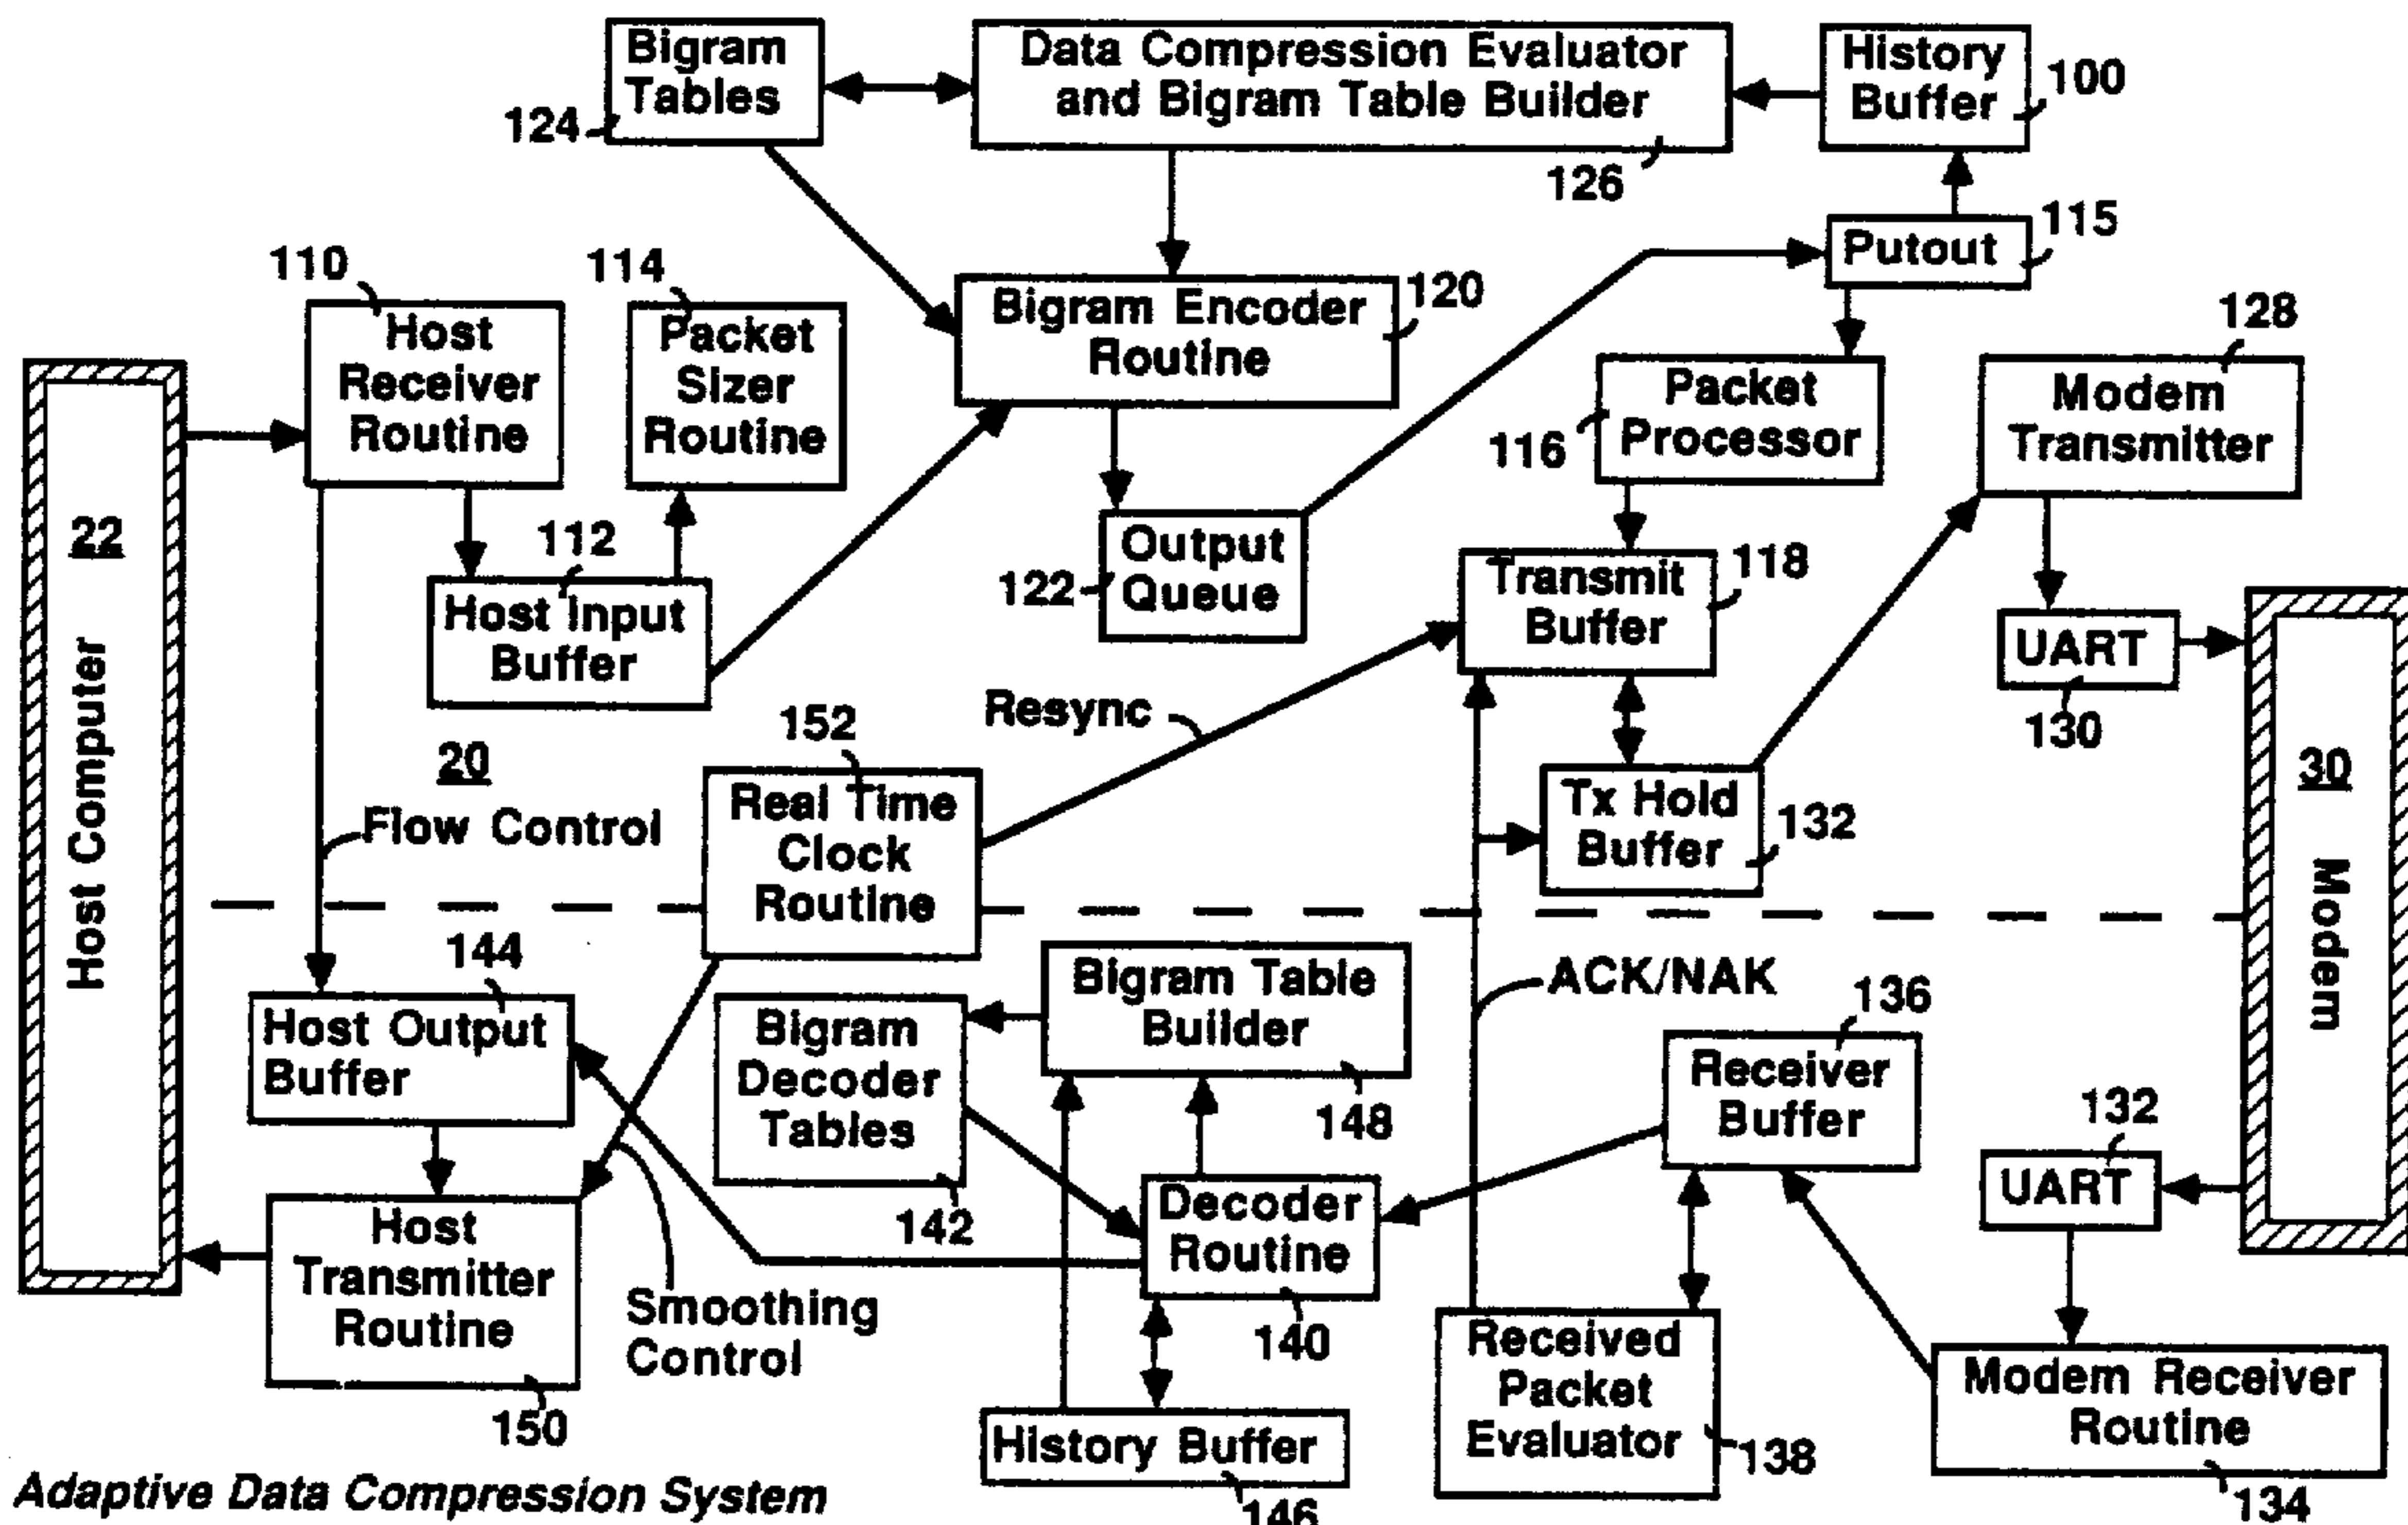 Bigram
Tables
124
Data Compression Evaluator
and Bigram Table Builder
126
History
Buffer
100
Putout
115
110
Host
Receiver
Routine
114
Packet
Sizer
Routine
Bigram Encoder
Routine
120
Packet
Processor
116
128
Modem
Transmitter
22
Host Computer
112
Host Input
Buffer
Output
Queue
122
Transmit
Buffer
118
UART
130
30
Modem
20
Flow Control
152
Real Time
Clock
Routine
Resync
Tx Hold
Buffer
132
144
Host Output
Buffer
Bigram
Decoder
Tables
142
Bigram Table
Builder
148
ACK/NAK
136
Receiver
Buffer
132
UART
Host
Transmitter
Routine
150
Smoothing
Control
Decoder
Routine
140
Received
Packet
Evaluator
138
Modem Receiver
Routine
134
History Buffer
146
Adaptive Data Compression System